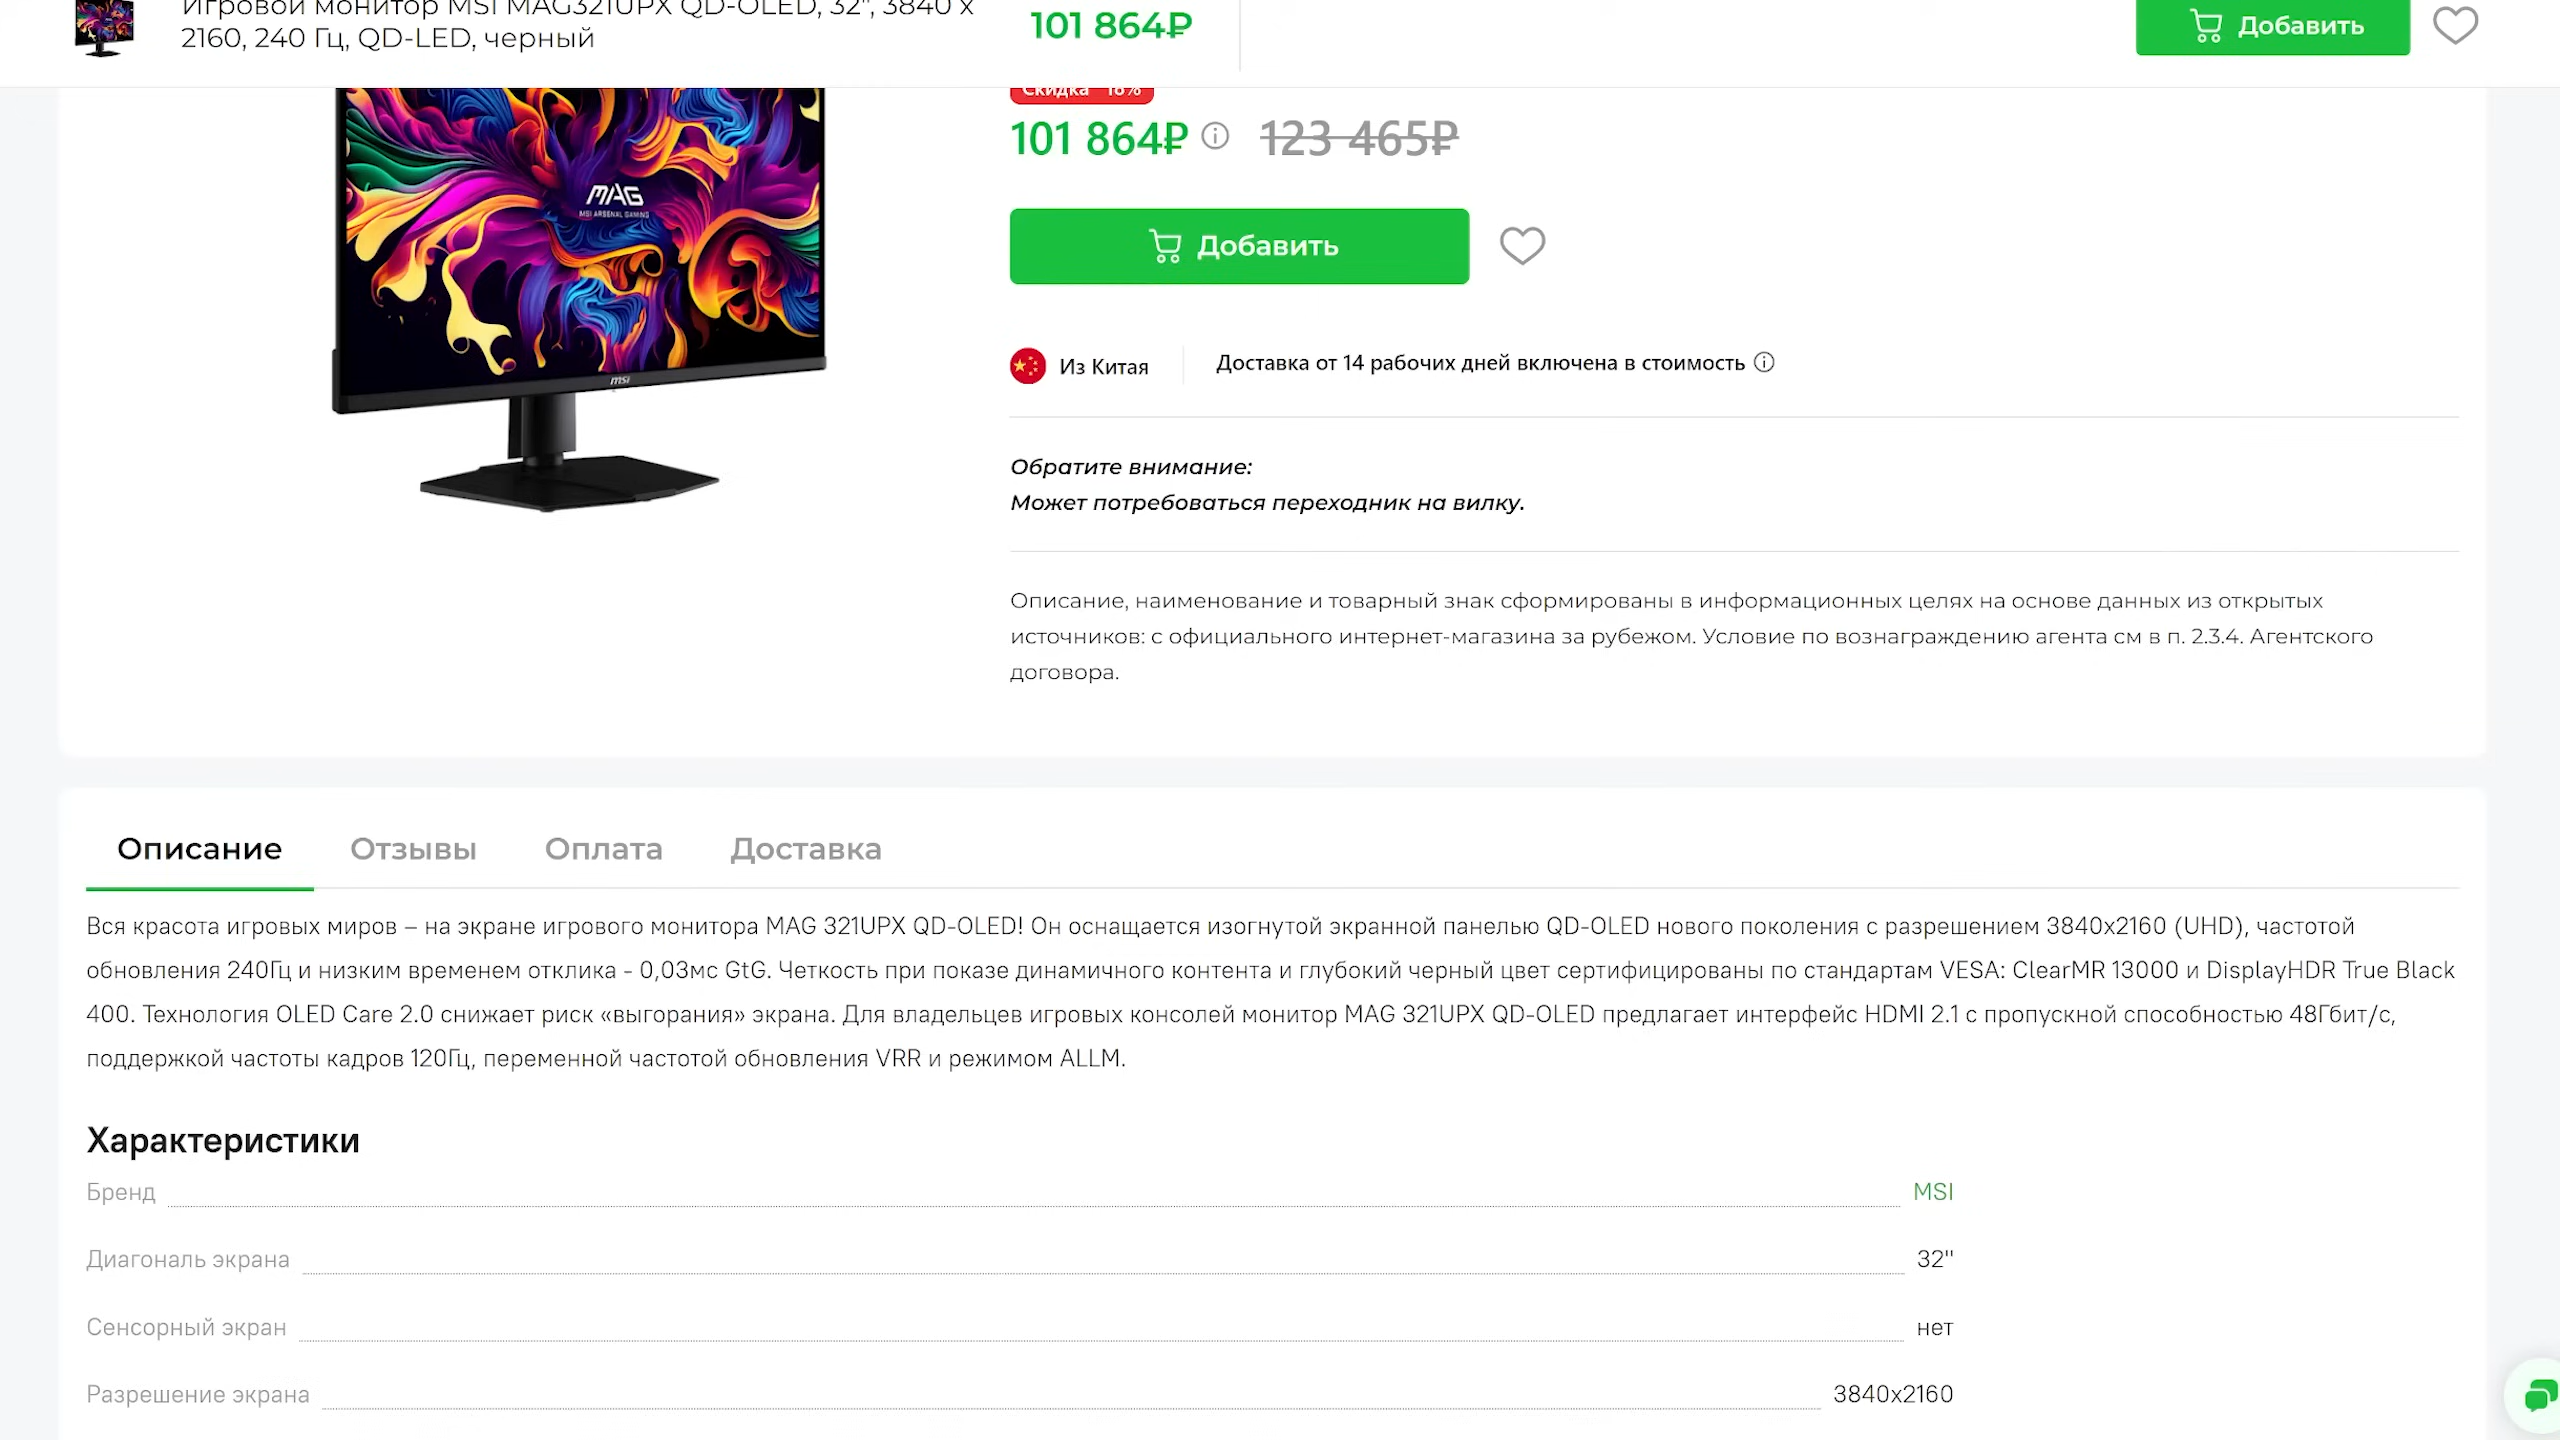 Игровой монитор MSI MAG321UPX QD-OLED, 32", 3840 x
2160, 240 Гц, QD-LED, черный
101 864₽
Добавить
Скидка -18%
101 864₽ 123 465₽
MAG
MSI ARSENAL GAMING
Добавить
msi
Из Китая
Доставка от 14 рабочих дней включена в стоимость
Обратите внимание:
Может потребоваться переходник на вилку.
Описание, наименование и товарный знак сформированы в информационных целях на основе данных из открытых
источников: с официального интернет-магазина за рубежом. Условие по вознаграждению агента см в п. 2.3.4. Агентского
договора.
Описание Отзывы Оплата Доставка
Вся красота игровых миров – на экране игрового монитора MAG 321UPX QD-OLED! Он оснащается изогнутой экранной панелью QD-OLED нового поколения с разрешением 3840x2160 (UHD), частотой
обновления 240Гц и низким временем отклика - 0,03мс GtG. Четкость при показе динамичного контента и глубокий черный цвет сертифицированы по стандартам VESA: ClearMR 13000 и DisplayHDR True Black
400. Технология OLED Care 2.0 снижает риск «выгорания» экрана. Для владельцев игровых консолей монитор MAG 321UPX QD-OLED предлагает интерфейс HDMI 2.1 с пропускной способностью 48Гбит/с,
поддержкой частоты кадров 120Гц, переменной частотой обновления VRR и режимом ALLM.
Характеристики
Бренд MSI
Диагональ экрана 32"
Сенсорный экран нет
Разрешение экрана 3840x2160